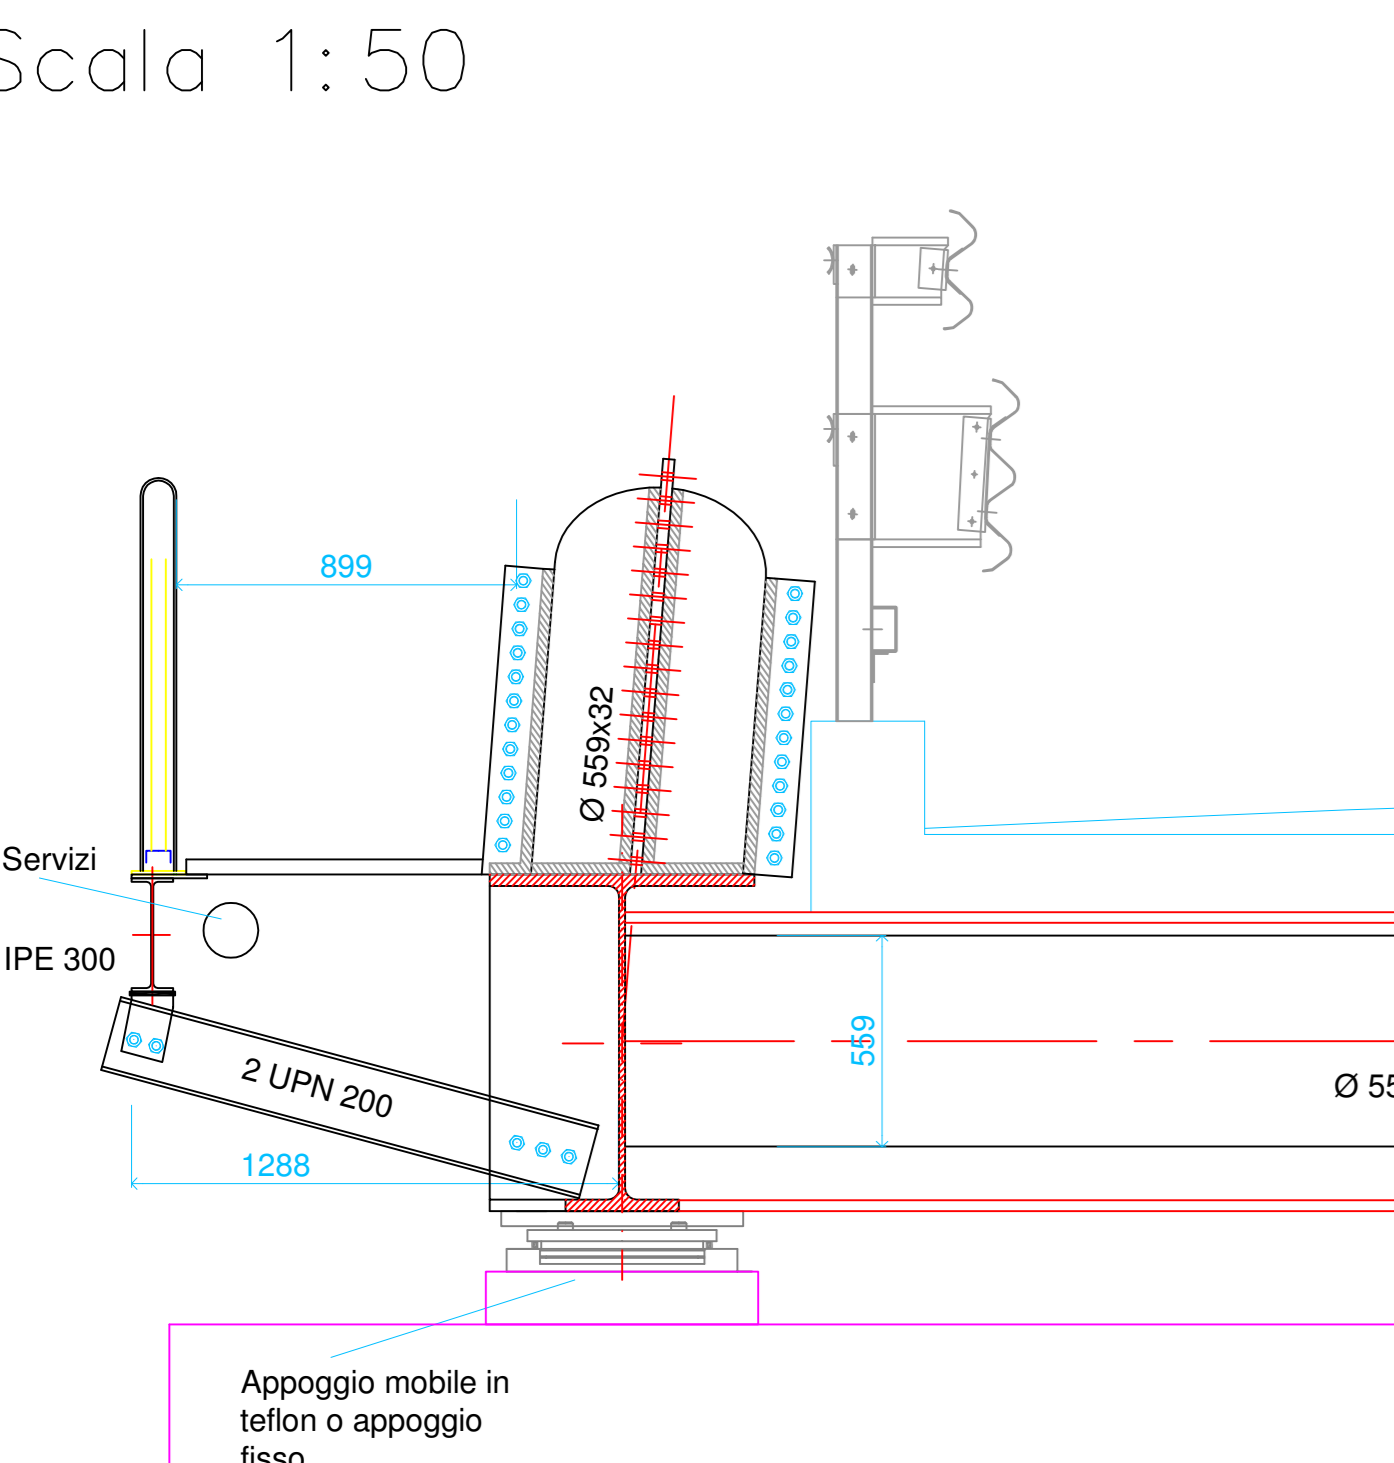 Scala 1:50
899
Ø 559x32
Servizi
IPE 300
559
2 UPN 200
Ø 55
1288
Appoggio mobile in
teflon o appoggio
fisso